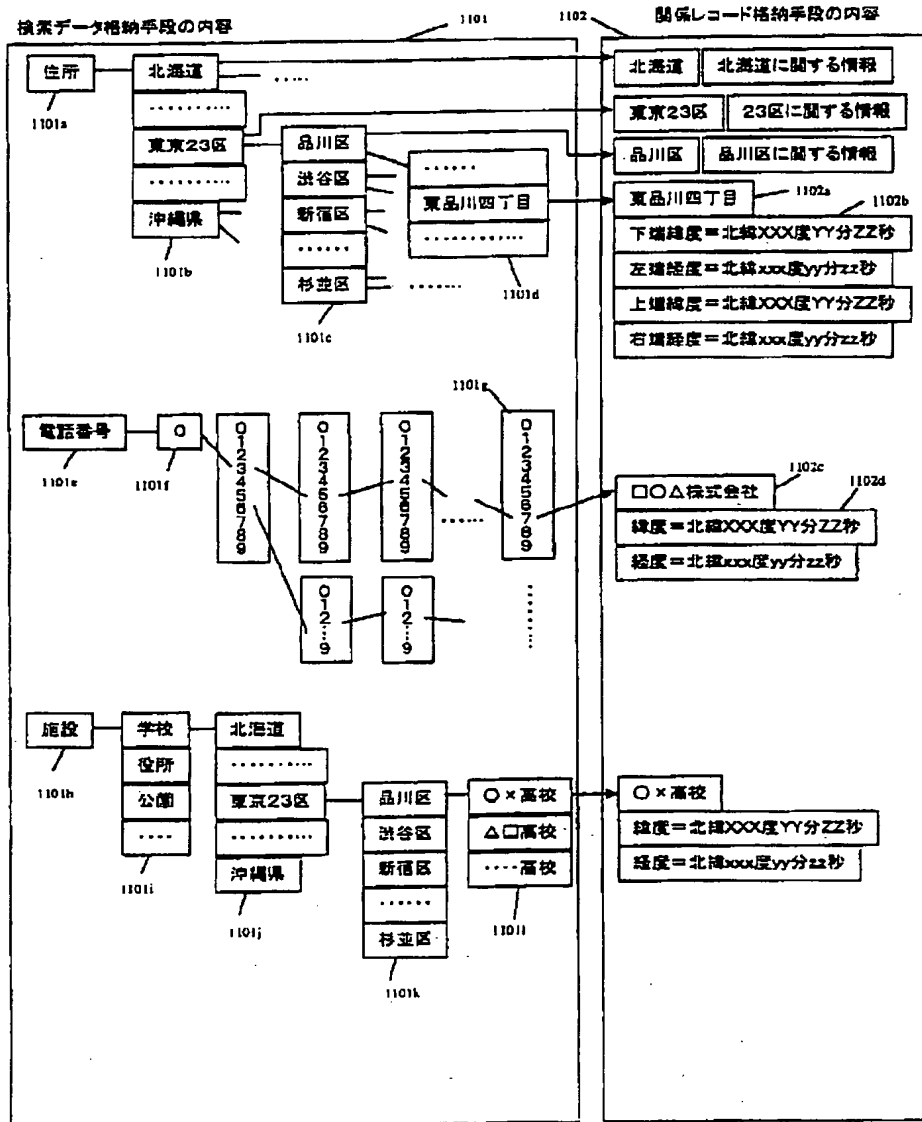 検索データ格納手段の内容
1101
1102
関係レコード格納手段の内容
住所
1101a
北海道
……
…………
東京23区
…………
沖縄県
1101b
品川区
渋谷区
新宿区
……
杉並区
1101c
………
……
東品川四丁目
…………
1101d
北海道
北海道に関する情報
東京23区
23区に関する情報
品川区
品川区に関する情報
東品川四丁目
1102a
1102b
下端緯度=北緯XXX度YY分ZZ秒
左端経度=北緯xxx度yy分zz秒
上端緯度=北緯XXX度YY分ZZ秒
右端経度=北緯xxx度yy分zz秒
電話番号
1101e
0
1101f
0123456789
0123456789
0123456789
……
0123456789
1101g
012…9
012…9
……
□○△株式会社
1102c
1102d
緯度=北緯XXX度YY分ZZ秒
経度=北緯xxx度yy分zz秒
施設
1101h
学校
役所
公園
……
1101i
北海道
…………
東京23区
…………
沖縄県
1101j
品川区
渋谷区
新宿区
……
杉並区
1101k
○×高校
△□高校
……高校
1101l
○×高校
緯度=北緯XXX度YY分ZZ秒
経度=北緯xxx度yy分zz秒